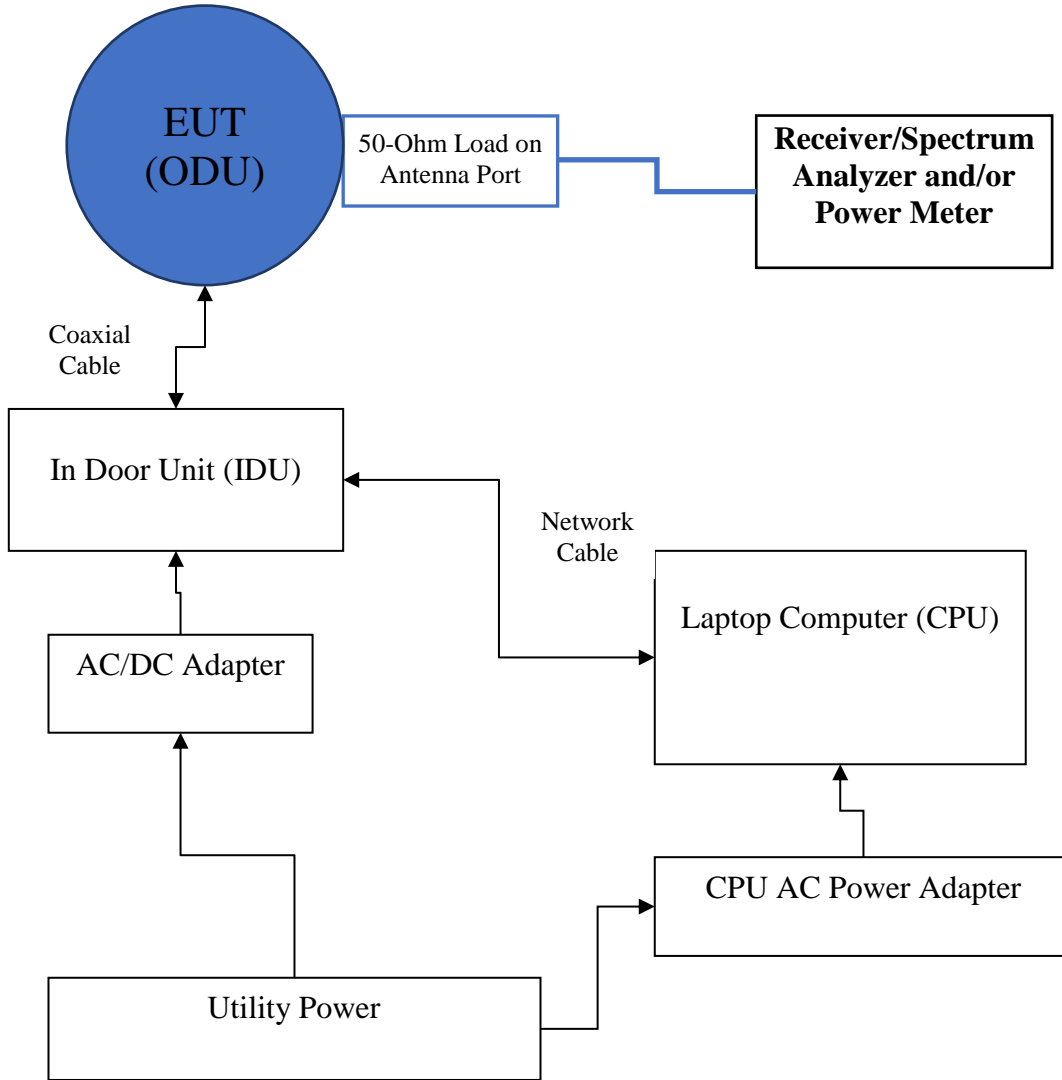 EUT
(ODU)
50-Ohm Load on
Antenna Port
Receiver/Spectrum
Analyzer and/or
Power Meter
Coaxial
Cable
In Door Unit (IDU)
Network
Cable
Laptop Computer (CPU)
AC/DC Adapter
CPU AC Power Adapter
Utility Power